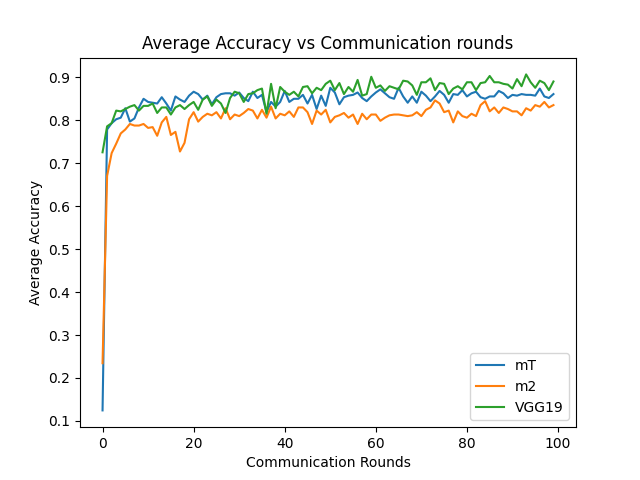 Average Accuracy vs Communication rounds
Average Accuracy
0.9
0.8
0.7
0.6
0.5
0.4
0.3
0.2
0.1
0 20 40 60 80 100
Communication Rounds
mT
m2
VGG19